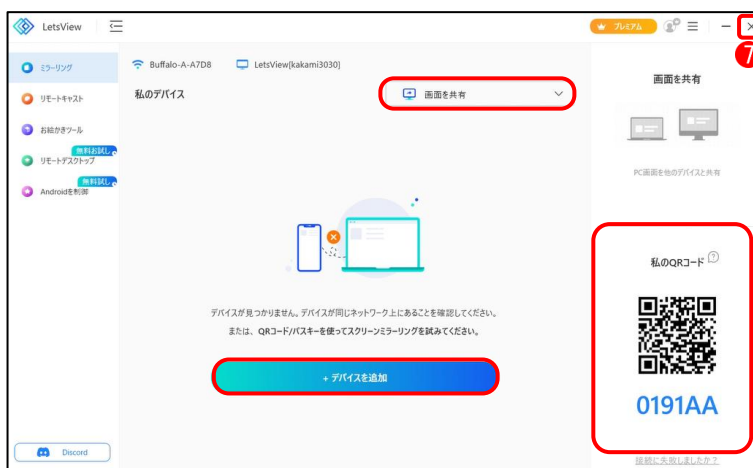 LetsView
プレミアム
7
ミラーリング
リモートキャスト
お絵かきツール
無料お試し
リモートデスクトップ
無料試し
Androidを制御
Discord
Buffalo-A-A7D8
LetsView[kakami3030]
私のデバイス
画面を共有
デバイスが見つかりません。デバイスが同じネットワーク上にあることを確認してください。
または、QRコード/パスキーを使ってスクリーンミラーリングを試みてください。
+ デバイスを追加
画面を共有
PC画面を他のデバイスと共有
私のQRコード ?
0191AA
接続に失敗しましたか?